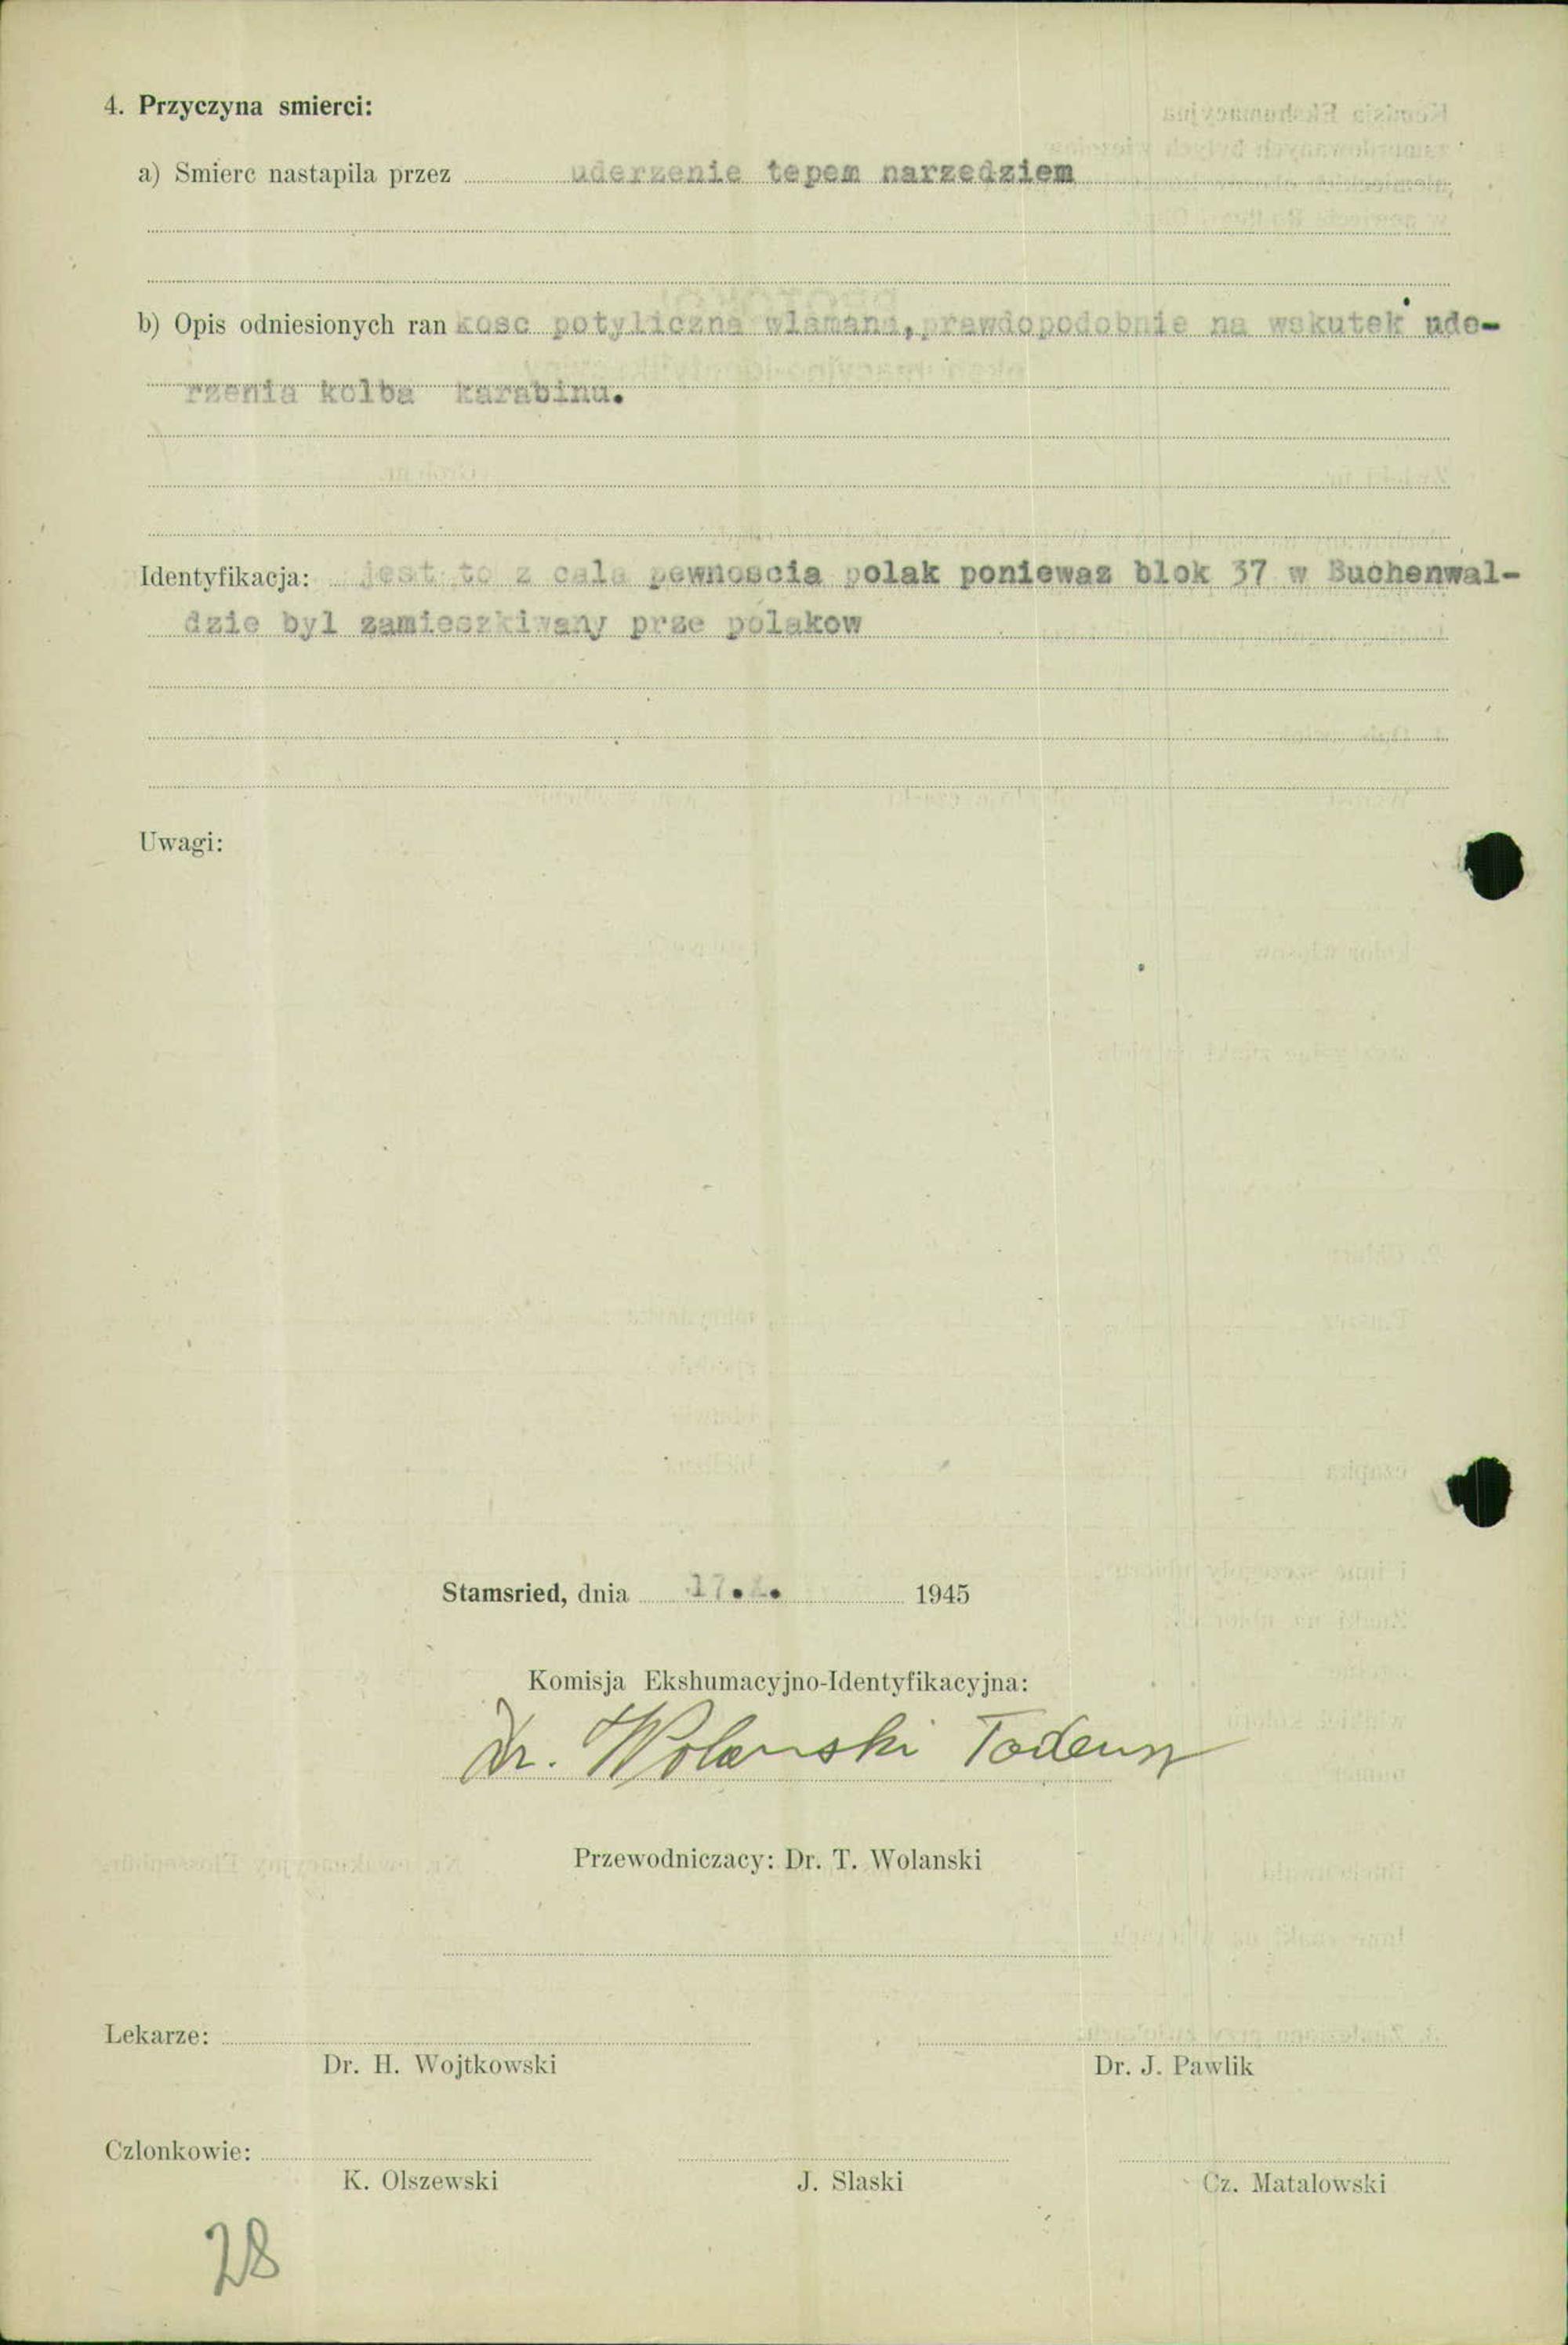 4. Przyczyna smierci:
a) Smierc nastapila przez uderzenie tepem narzedziem
b) Opis odniesionych ran kosc potyliczna wlamana, prawdopodobnie na wskutek ude-
rzenia kolba karabinu.
Identyfikacja: jest to z cala pewnoscia polak poniewaz blok 37 w Buchenwal-
dzie byl zamieszkiwany prze polakow
Uwagi:
Stamsried, dnia 17. 1945
Komisja Ekshumacyjno-Identyfikacyjna:
Dr. Wolanski Tadeusz
Przewodniczacy: Dr. T. Wolanski
Lekarze:
Dr. H. Wojtkowski Dr. J. Pawlik
Czlonkowie:
K. Olszewski J. Slaski Cz. Matalowski
28